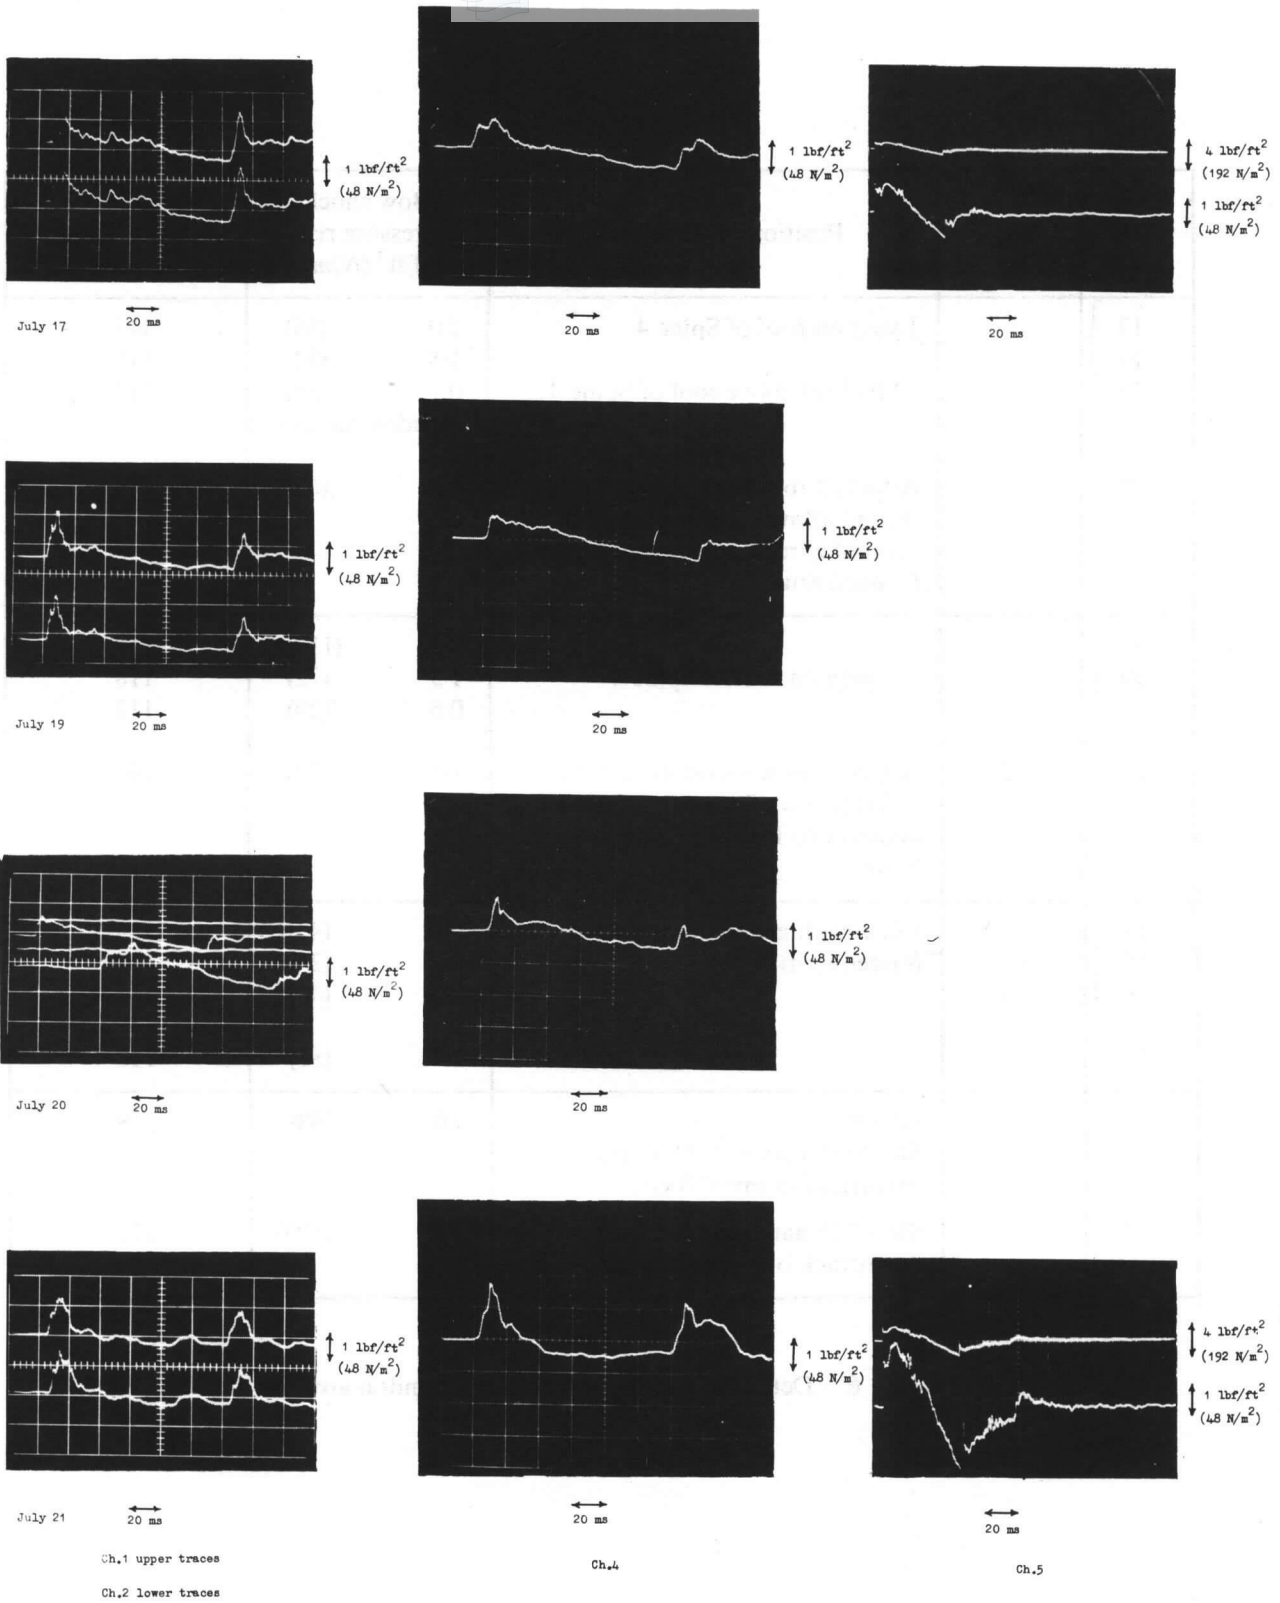 1 lbf/ft²
(48 N/m²)
1 lbf/ft²
(48 N/m²)
4 lbf/ft²
(192 N/m²)
1 lbf/ft²
(48 N/m²)
July 17
20 ms
20 ms
20 ms
1 lbf/ft²
(48 N/m²)
1 lbf/ft²
(48 N/m²)
July 19
20 ms
20 ms
1 lbf/ft²
(48 N/m²)
1 lbf/ft²
(48 N/m²)
July 20
20 ms
20 ms
1 lbf/ft²
(48 N/m²)
1 lbf/ft²
(48 N/m²)
4 lbf/ft²
(192 N/m²)
1 lbf/ft²
(48 N/m²)
July 21
20 ms
20 ms
20 ms
Ch.1 upper traces
Ch.2 lower traces
Ch.4
Ch.5